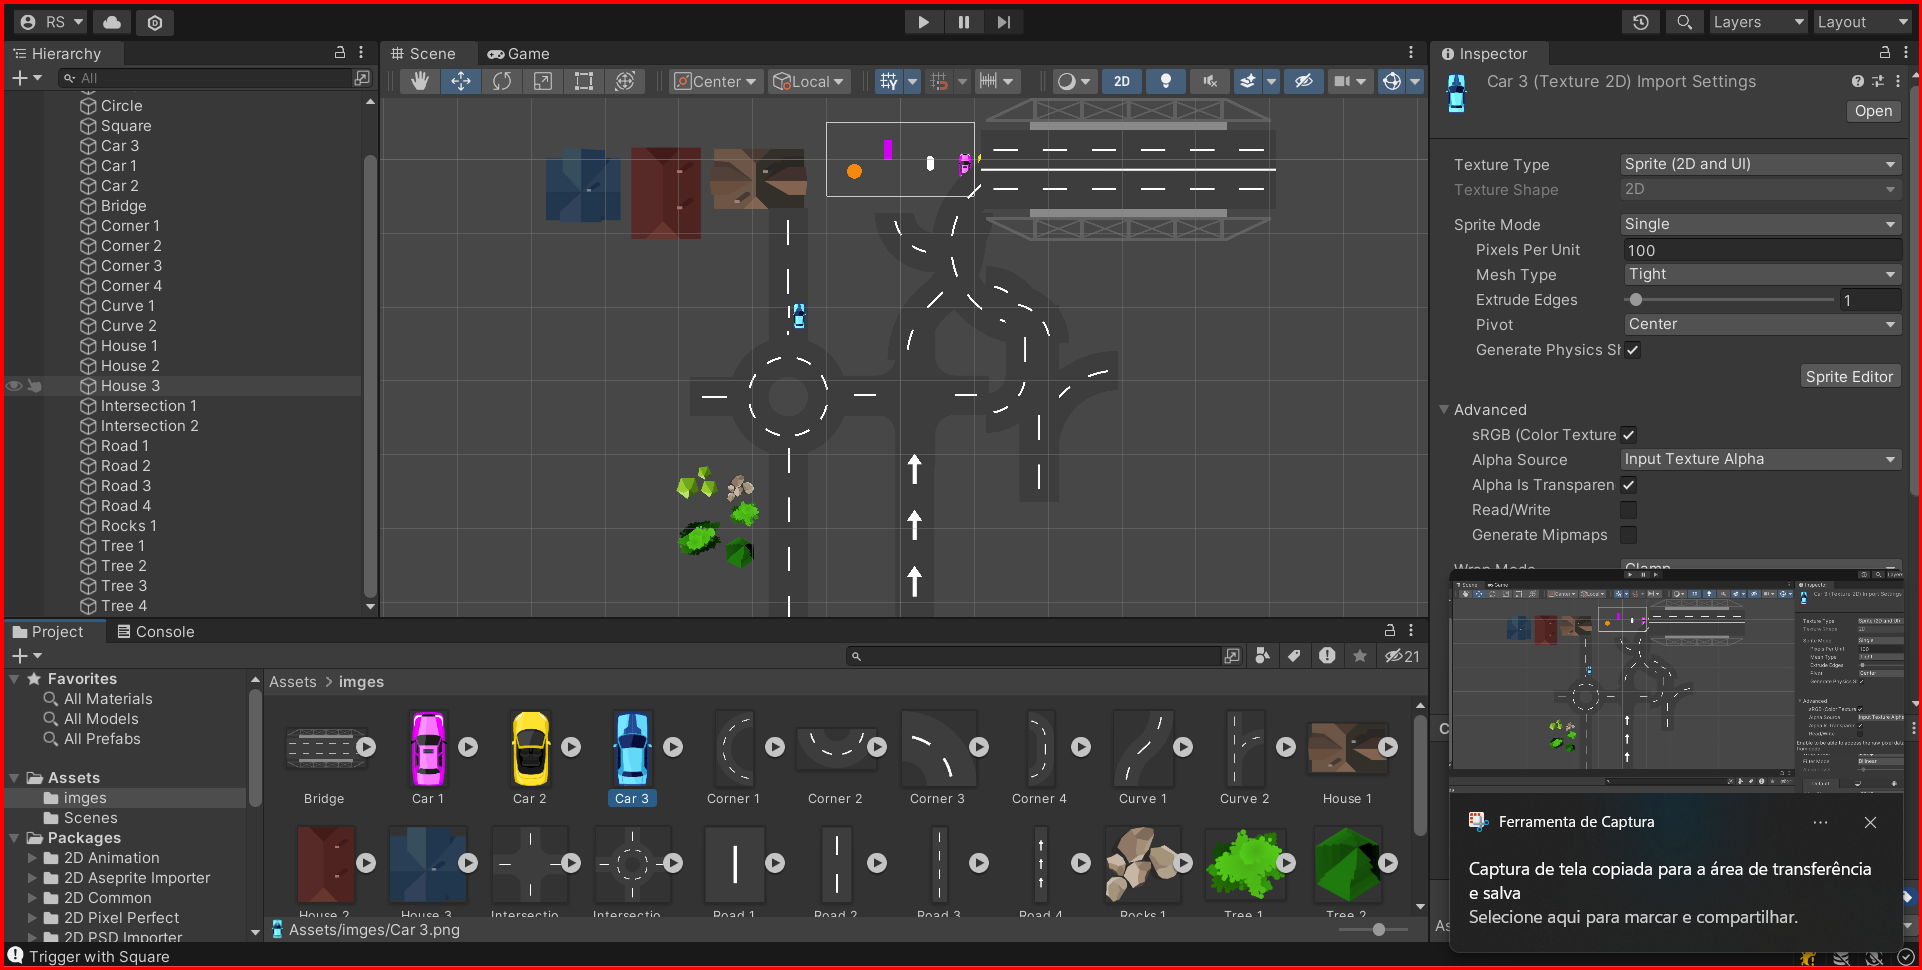 RS
Layers
Layout
Hierarchy
All
Circle
Square
Car 3
Car 1
Car 2
Bridge
Corner 1
Corner 2
Corner 3
Corner 4
Curve 1
Curve 2
House 1
House 2
House 3
Intersection 1
Intersection 2
Road 1
Road 2
Road 3
Road 4
Rocks 1
Tree 1
Tree 2
Tree 3
Tree 4
Scene
Game
Center
Local
2D
Inspector
Car 3 (Texture 2D) Import Settings
Open
Texture Type
Sprite (2D and UI)
Texture Shape
2D
Sprite Mode
Single
Pixels Per Unit
100
Mesh Type
Tight
Extrude Edges
1
Pivot
Center
Generate Physics Sh
Sprite Editor
Advanced
sRGB (Color Texture
Alpha Source
Input Texture Alpha
Alpha Is Transparen
Read/Write
Generate Mipmaps
Wrap Mode
Clamp
Project
Console
21
Favorites
All Materials
All Models
All Prefabs
Assets
imges
Scenes
Packages
2D Animation
2D Aseprite Importer
2D Common
2D Pixel Perfect
2D PSD Importer
Assets > imges
Bridge
Car 1
Car 2
Car 3
Corner 1
Corner 2
Corner 3
Corner 4
Curve 1
Curve 2
House 1
House 2
House 3
Intersectio
Intersectio
Road 1
Road 2
Road 3
Road 4
Rocks 1
Tree 1
Tree 2
Assets/imges/Car 3.png
Ferramenta de Captura
Captura de tela copiada para a área de transferência
e salva
Selecione aqui para marcar e compartilhar.
Trigger with Square